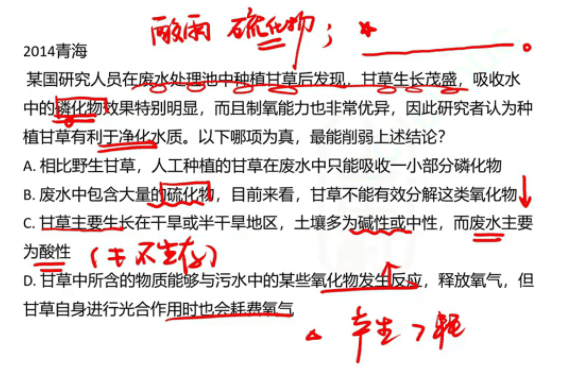 酸雨 硫化物；
2014青海
某国研究人员在废水处理池中种植甘草后发现，甘草生长茂盛，吸收水
中的磷化物效果特别明显，而且制氧能力也非常优异，因此研究者认为种
植甘草有利于净化水质。以下哪项为真，最能削弱上述结论？
A. 相比野生甘草，人工种植的甘草在废水中只能吸收一小部分磷化物
B. 废水中包含大量的硫化物，目前来看，甘草不能有效分解这类氧化物
C. 甘草主要生长在干旱或半干旱地区，土壤多为碱性或中性，而废水主要
为酸性
（甘不生存）
D. 甘草中所含的物质能够与污水中的某些氧化物发生反应，释放氧气，但
甘草自身进行光合作用时也会耗费氧气
产生>耗